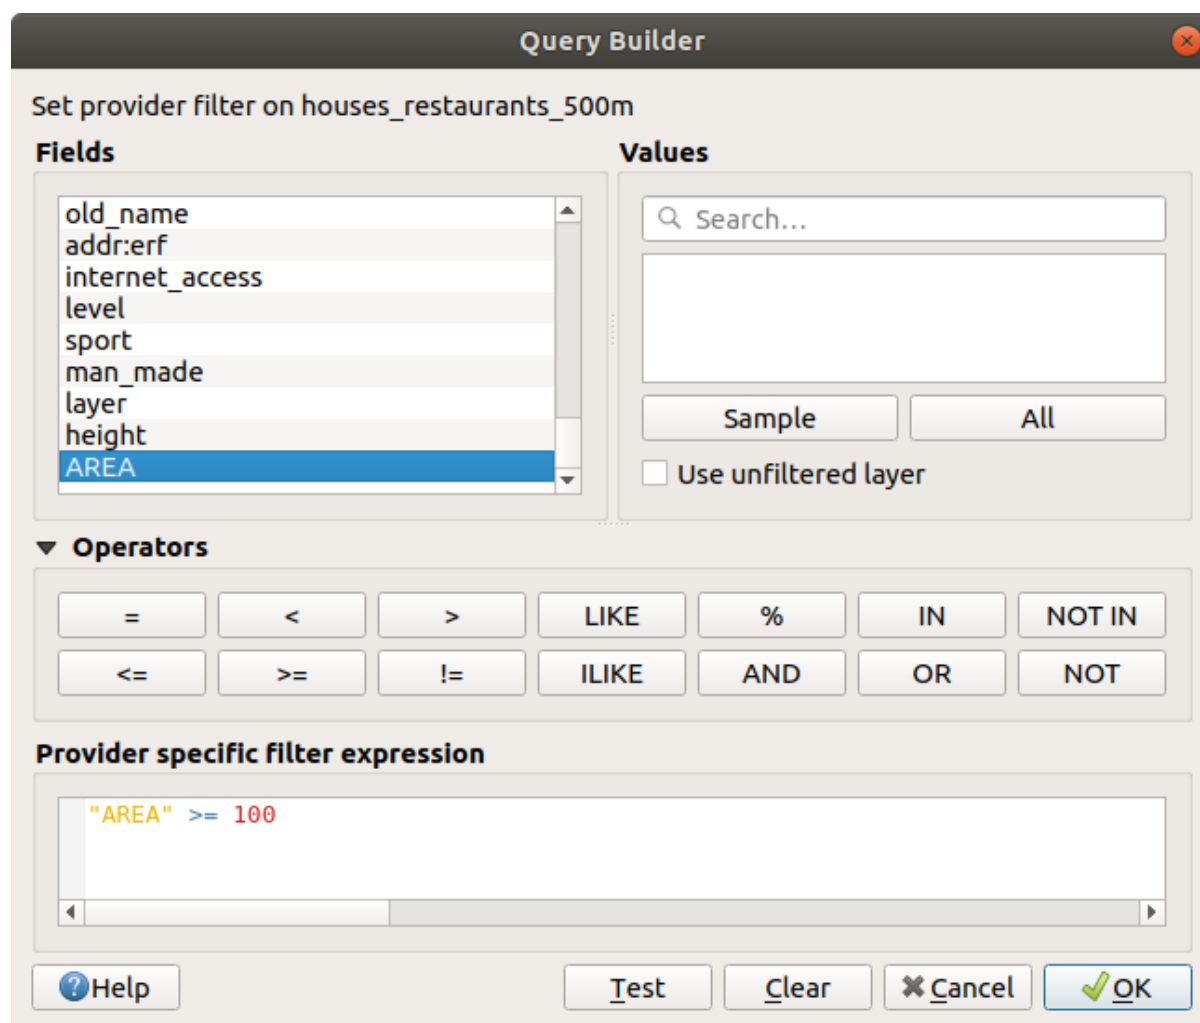 Query Builder
Set provider filter on houses_restaurants_500m
Fields
Values
old_name
addr:erf
internet_access
level
sport
man_made
layer
height
AREA
Search...
Sample All
Use unfiltered layer
Operators
= < > LIKE % IN NOT IN
<= >= != ILIKE AND OR NOT
Provider specific filter expression
"AREA" >= 100
Help Test Clear Cancel OK